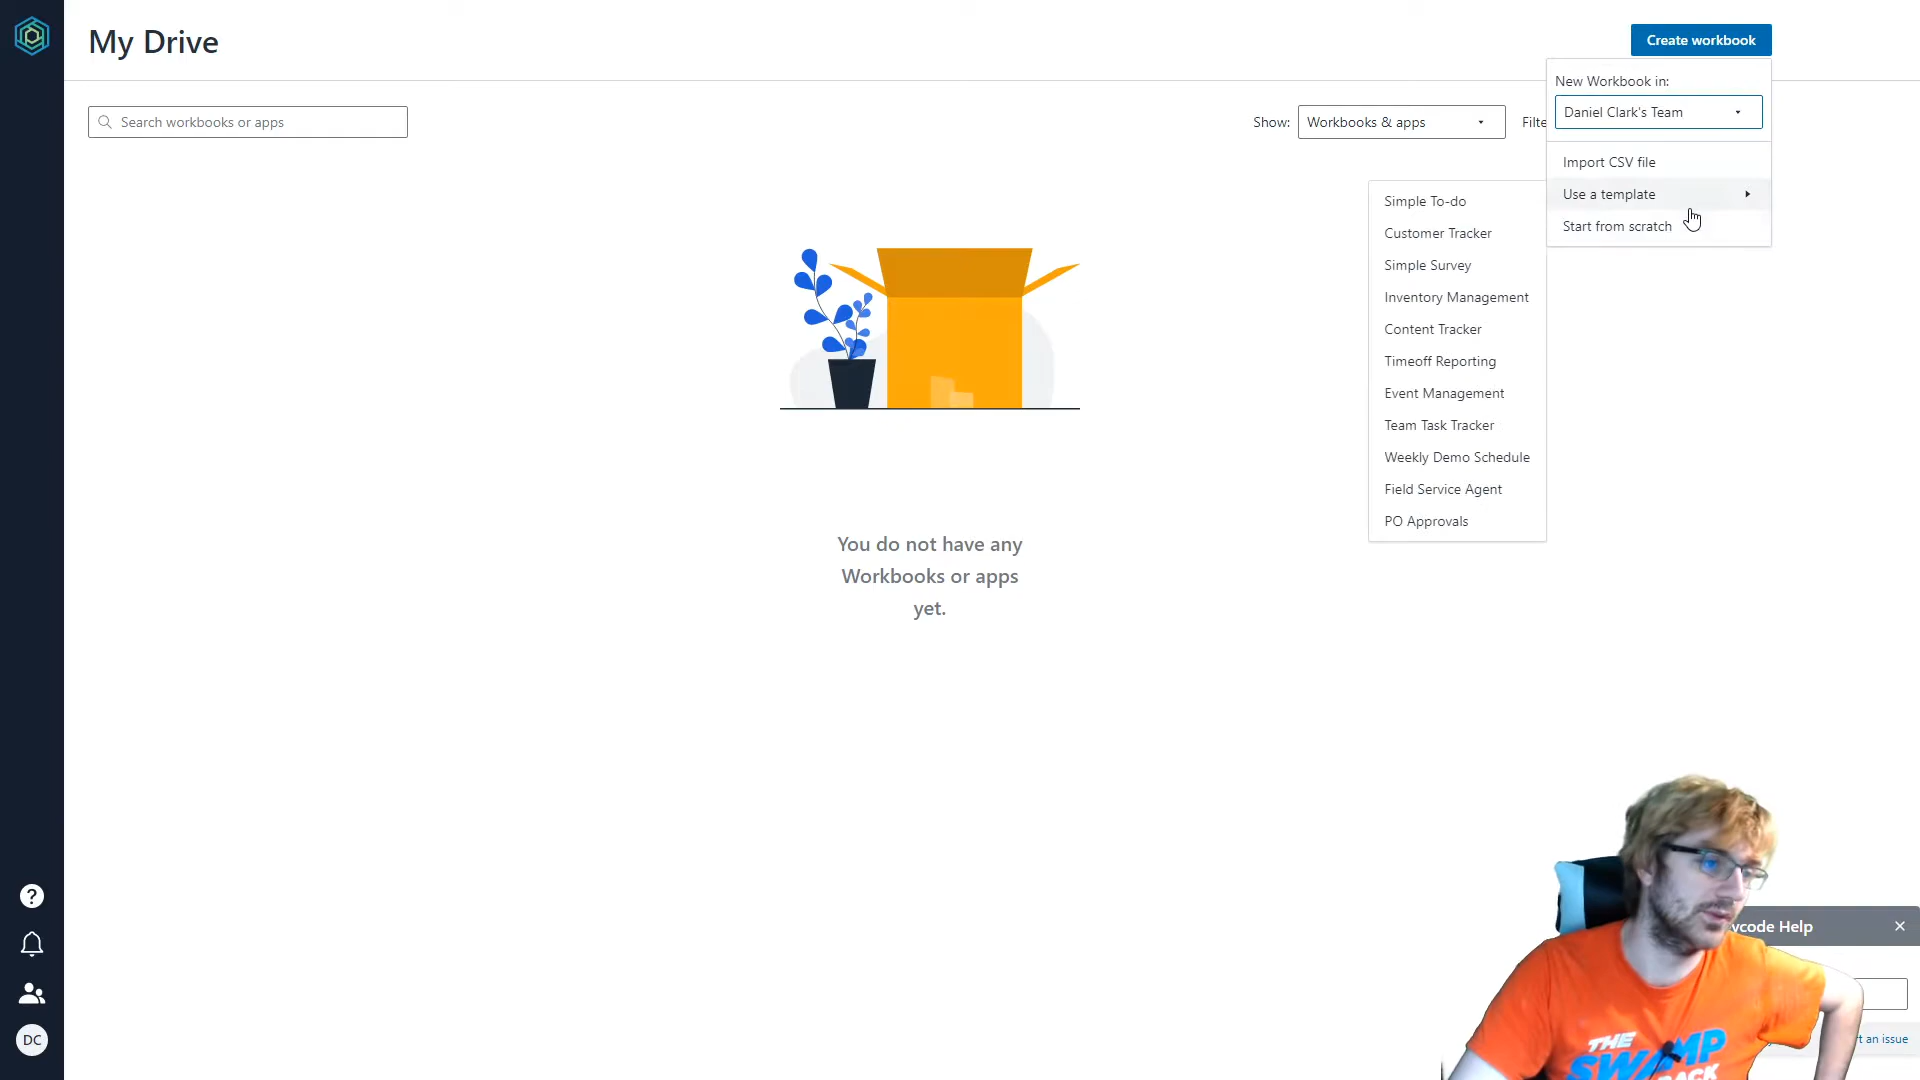 My Drive
Create workbook
New Workbook in:
Daniel Clark's Team
Search workbooks or apps
Show:
Workbooks & apps
Import CSV file
Use a template
Start from scratch
Simple To-do
Customer Tracker
Simple Survey
Inventory Management
Content Tracker
Timeoff Reporting
Event Management
Team Task Tracker
Weekly Demo Schedule
Field Service Agent
PO Approvals
You do not have any
Workbooks or apps
yet.
Help
an issue
THE
SWAMP
DC